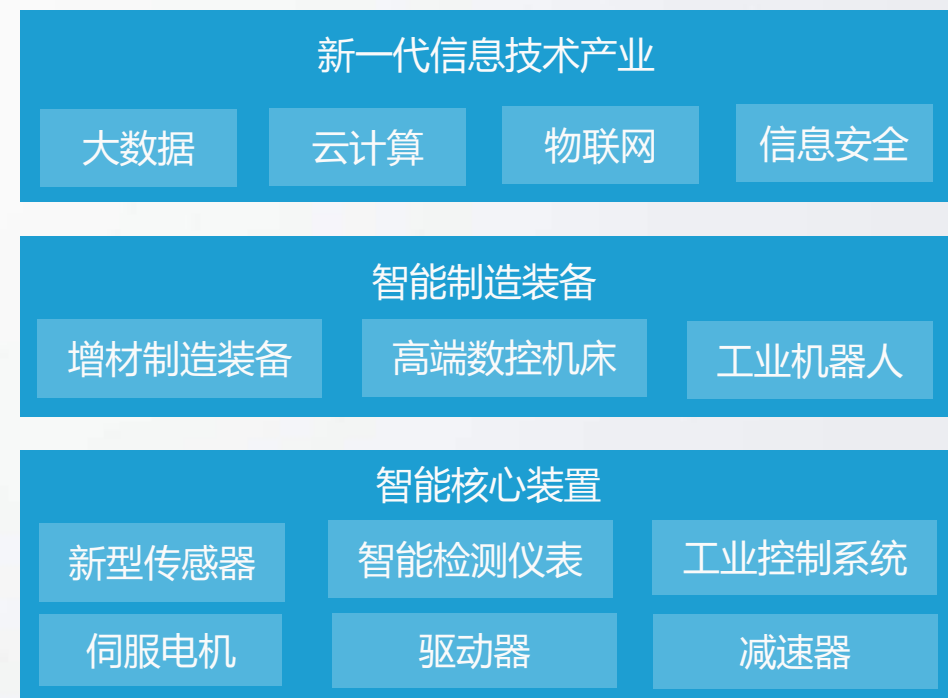 新一代信息技术产业
大数据 云计算 物联网 信息安全
智能制造装备
增材制造装备 高端数控机床 工业机器人
智能核心装置
新型传感器 智能检测仪表 工业控制系统
伺服电机 驱动器 减速器